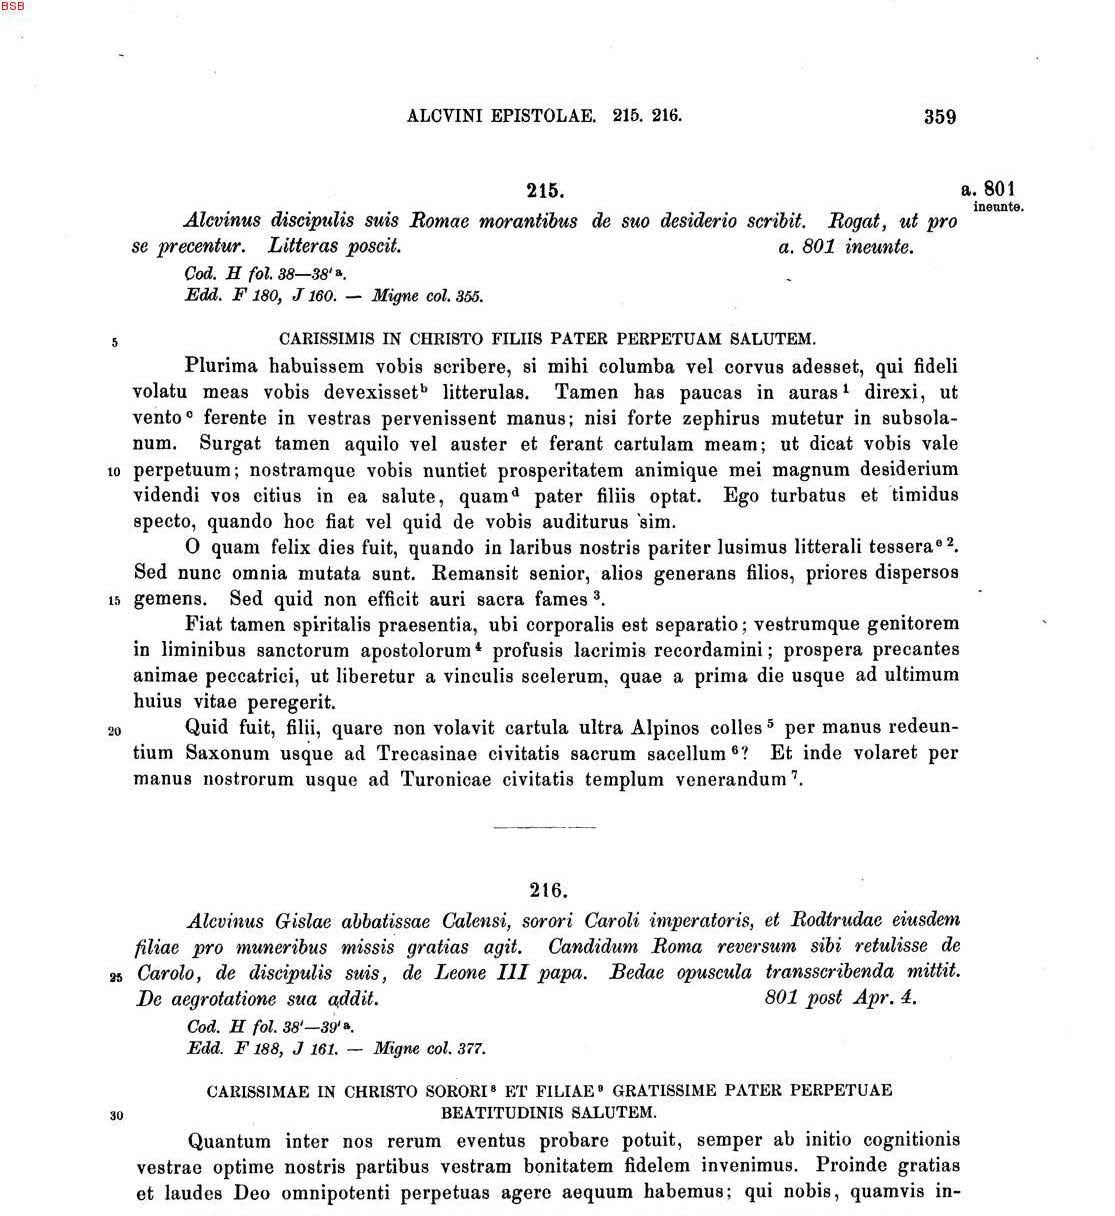 BSB
ALCVINI EPISTOLAE. 215. 216. 359
215. a. 801
ineunte.
Alcvinus discipulis suis Romae morantibus de suo desiderio scribit. Rogat, ut pro
se precentur. Litteras poscit. a. 801 ineunte.
Cod. H fol. 38—38' a.
Edd. F 180, J 160. — Migne col. 355.
5 CARISSIMIS IN CHRISTO FILIIS PATER PERPETUAM SALUTEM.
Plurima habuissem vobis scribere, si mihi columba vel corvus adesset, qui fideli
volatu meas vobis devexisset b litterulas. Tamen has paucas in auras 1 direxi, ut
vento c ferente in vestras pervenissent manus; nisi forte zephirus mutetur in subsola-
num. Surgat tamen aquilo vel auster et ferant cartulam meam; ut dicat vobis vale
10 perpetuum; nostramque vobis nuntiet prosperitatem animique mei magnum desiderium
videndi vos citius in ea salute, quam d pater filiis optat. Ego turbatus et timidus
specto, quando hoc fiat vel quid de vobis auditurus sim.
O quam felix dies fuit, quando in laribus nostris pariter lusimus litterali tessera e 2.
Sed nunc omnia mutata sunt. Remansit senior, alios generans filios, priores dispersos
15 gemens. Sed quid non efficit auri sacra fames 3.
Fiat tamen spiritalis praesentia, ubi corporalis est separatio; vestrumque genitorem
in liminibus sanctorum apostolorum 4 profusis lacrimis recordamini; prospera precantes
animae peccatrici, ut liberetur a vinculis scelerum, quae a prima die usque ad ultimum
huius vitae peregerit.
20 Quid fuit, filii, quare non volavit cartula ultra Alpinos colles 5 per manus redeun-
tium Saxonum usque ad Trecasinae civitatis sacrum sacellum 6? Et inde volaret per
manus nostrorum usque ad Turonicae civitatis templum venerandum 7.
216.
Alcvinus Gislae abbatissae Calensi, sorori Caroli imperatoris, et Rodtrudae eiusdem
filiae pro muneribus missis gratias agit. Candidum Roma reversum sibi retulisse de
25 Carolo, de discipulis suis, de Leone III papa. Bedae opuscula transscribenda mittit.
De aegrotatione sua addit. 801 post Apr. 4.
Cod. H fol. 38'—39' a.
Edd. F 188, J 161. — Migne col. 377.
CARISSIMAE IN CHRISTO SORORI 8 ET FILIAE 9 GRATISSIME PATER PERPETUAE
30 BEATITUDINIS SALUTEM.
Quantum inter nos rerum eventus probare potuit, semper ab initio cognitionis
vestrae optime nostris partibus vestram bonitatem fidelem invenimus. Proinde gratias
et laudes Deo omnipotenti perpetuas agere aequum habemus; qui nobis, quamvis in-